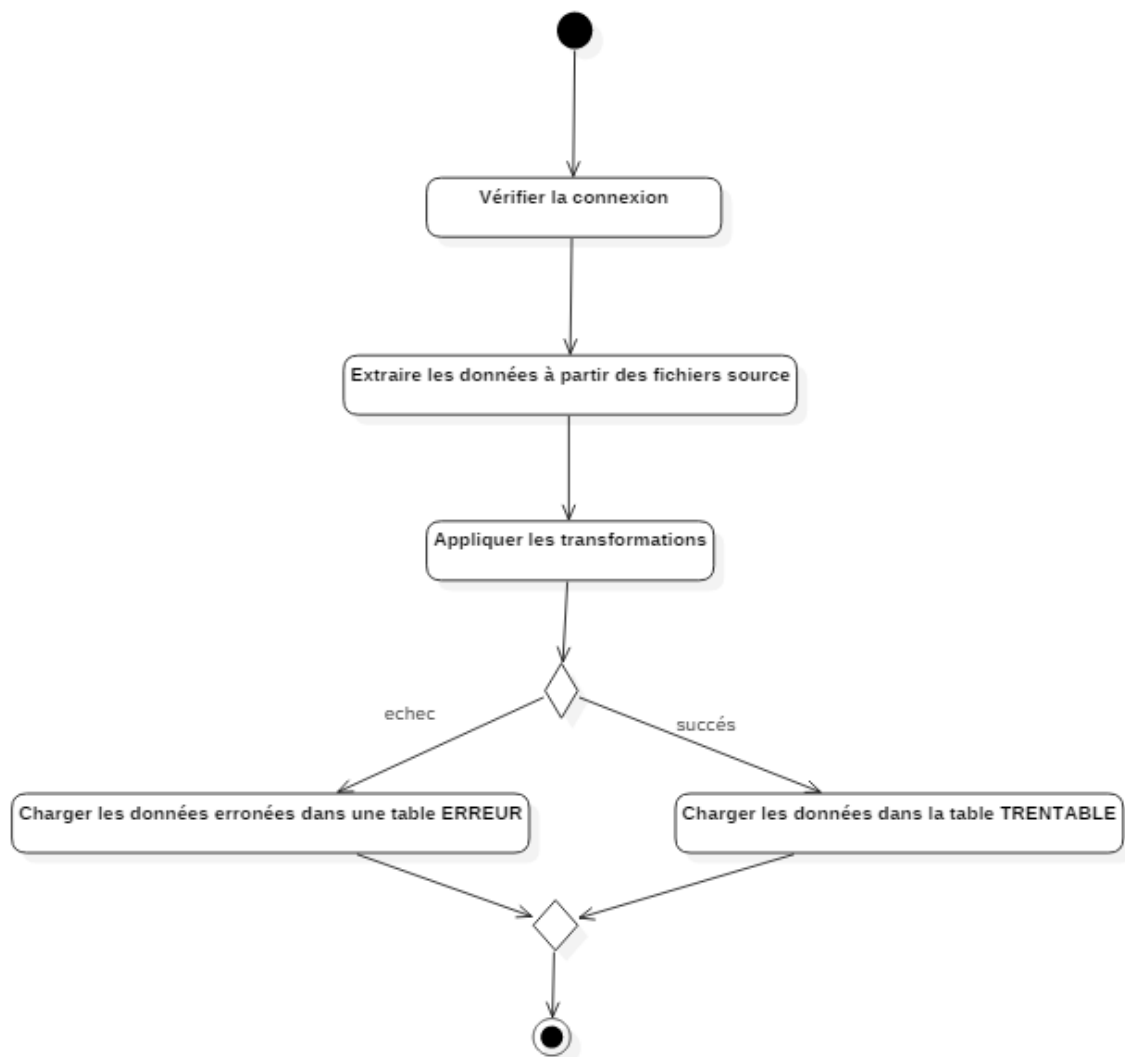 Vérifier la connexion
Extraire les données à partir des fichiers source
Appliquer les transformations
echec
succés
Charger les données erronées dans une table ERREUR
Charger les données dans la table TRENTABLE